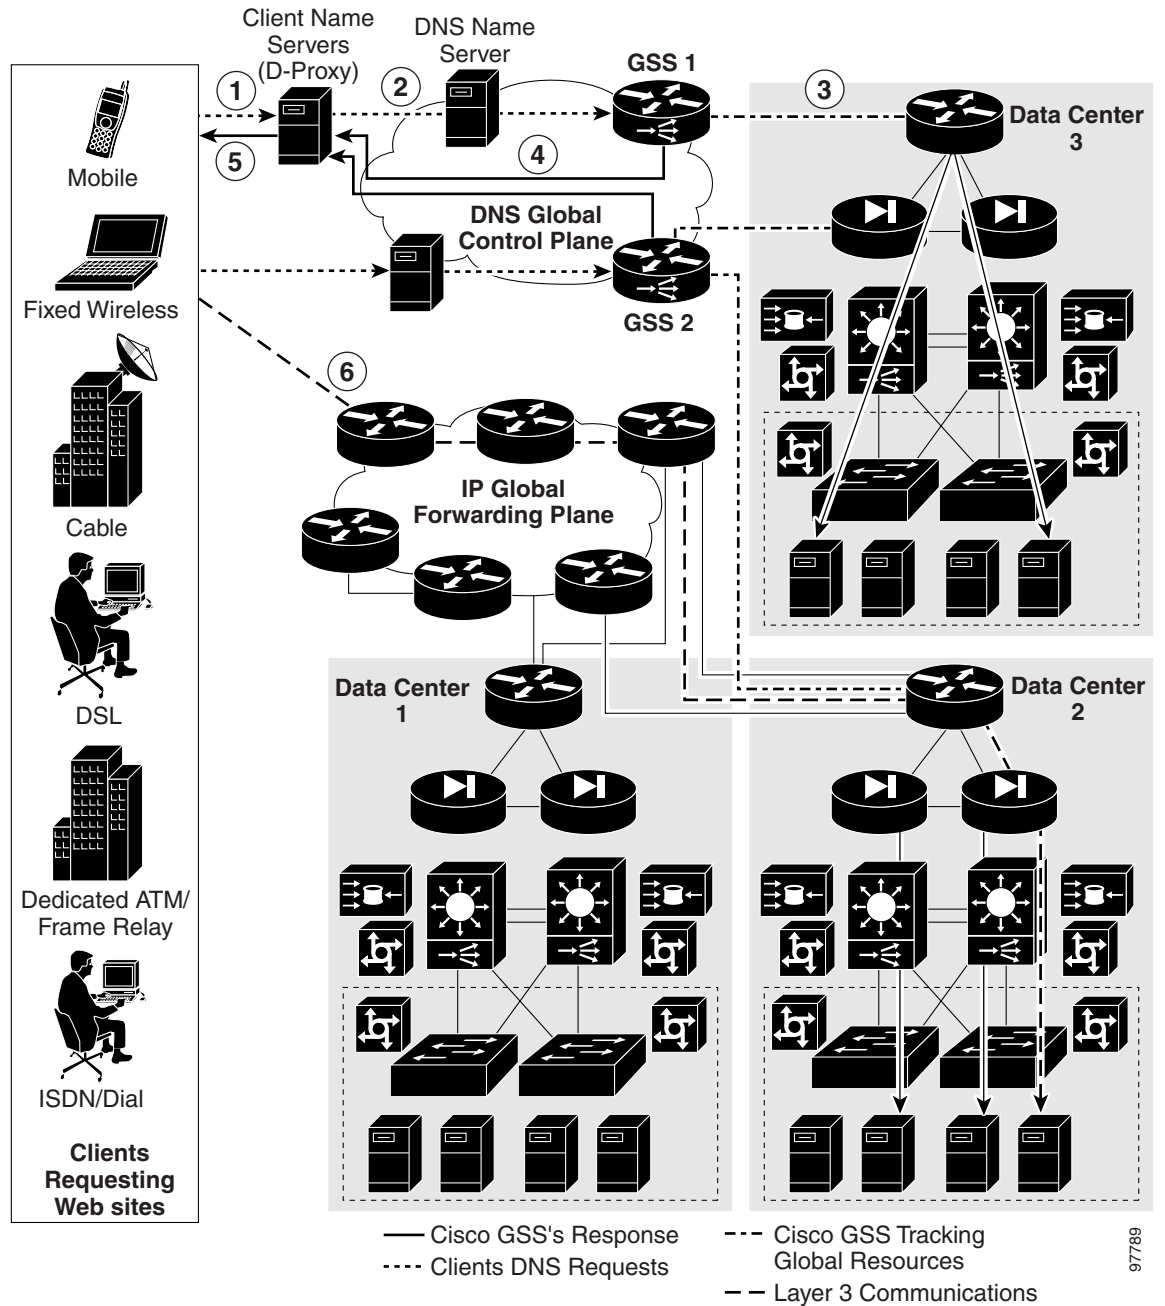 Client Name
Servers
(D-Proxy)
DNS Name
Server
GSS 1
1
2
3
4
5
Data Center
3
Mobile
DNS Global
Control Plane
Fixed Wireless
GSS 2
6
Cable
IP Global
Forwarding Plane
DSL
Data Center
1
Data Center
2
Dedicated ATM/
Frame Relay
ISDN/Dial
Clients
Requesting
Web sites
Cisco GSS's Response
Clients DNS Requests
Cisco GSS Tracking
Global Resources
Layer 3 Communications
97789